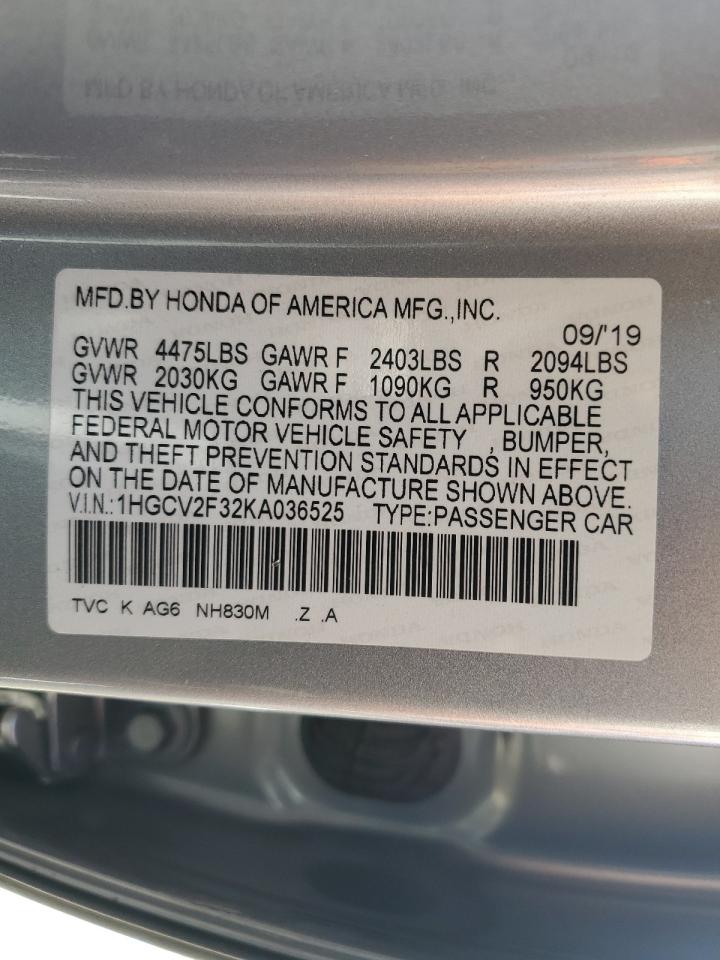 MFD.BY HONDA OF AMERICA MFG.,INC.
09/'19
GVWR 4475LBS GAWR F 2403LBS R 2094LBS
GVWR 2030KG GAWR F 1090KG R 950KG
THIS VEHICLE CONFORMS TO ALL APPLICABLE
FEDERAL MOTOR VEHICLE SAFETY , BUMPER,
AND THEFT PREVENTION STANDARDS IN EFFECT
ON THE DATE OF MANUFACTURE SHOWN ABOVE.
V.I.N.:1HGCV2F32KA036525 TYPE:PASSENGER CAR
TVC K AG6 NH830M .Z .A